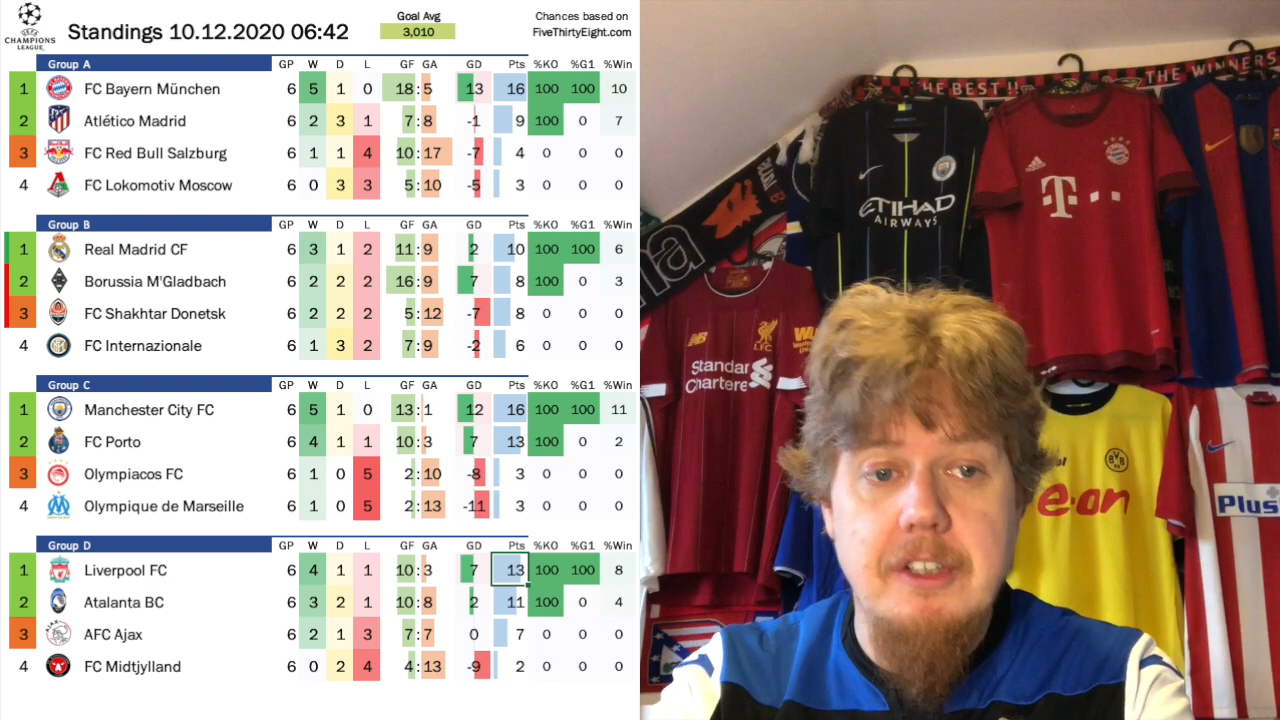 CHAMPIONS
LEAGUE
Standings 10.12.2020 06:42
Goal Avg
3,010
Chances based on
FiveThirtyEight.com
Group A GP W D L GF GA GD Pts %KO %G1 %Win
1 FC Bayern München 6 5 1 0 18:5 13 16 100 100 10
2 Atlético Madrid 6 2 3 1 7:8 -1 9 100 0 7
3 FC Red Bull Salzburg 6 1 1 4 10:17 -7 4 0 0 0
4 FC Lokomotiv Moscow 6 0 3 3 5:10 -5 3 0 0 0
Group B GP W D L GF GA GD Pts %KO %G1 %Win
1 Real Madrid CF 6 3 1 2 11:9 2 10 100 100 6
2 Borussia M'Gladbach 6 2 2 2 16:9 7 8 100 0 3
3 FC Shakhtar Donetsk 6 2 2 2 5:12 -7 8 0 0 0
4 FC Internazionale 6 1 3 2 7:9 -2 6 0 0 0
Group C GP W D L GF GA GD Pts %KO %G1 %Win
1 Manchester City FC 6 5 1 0 13:1 12 16 100 100 11
2 FC Porto 6 4 1 1 10:3 7 13 100 0 2
3 Olympiacos FC 6 1 0 5 2:10 -8 3 0 0 0
4 Olympique de Marseille 6 1 0 5 2:13 -11 3 0 0 0
Group D GP W D L GF GA GD Pts %KO %G1 %Win
1 Liverpool FC 6 4 1 1 10:3 7 13 100 100 8
2 Atalanta BC 6 3 2 1 10:8 2 11 100 0 4
3 AFC Ajax 6 2 1 3 7:7 0 7 0 0 0
4 FC Midtjylland 6 0 2 4 4:13 -9 2 0 0 0
THE BEST !!
THE WINNERS
ETIHAD
AIRWAYS
T
Standard
Chartered
L.F.C.
BVB
09
e·on
Plus